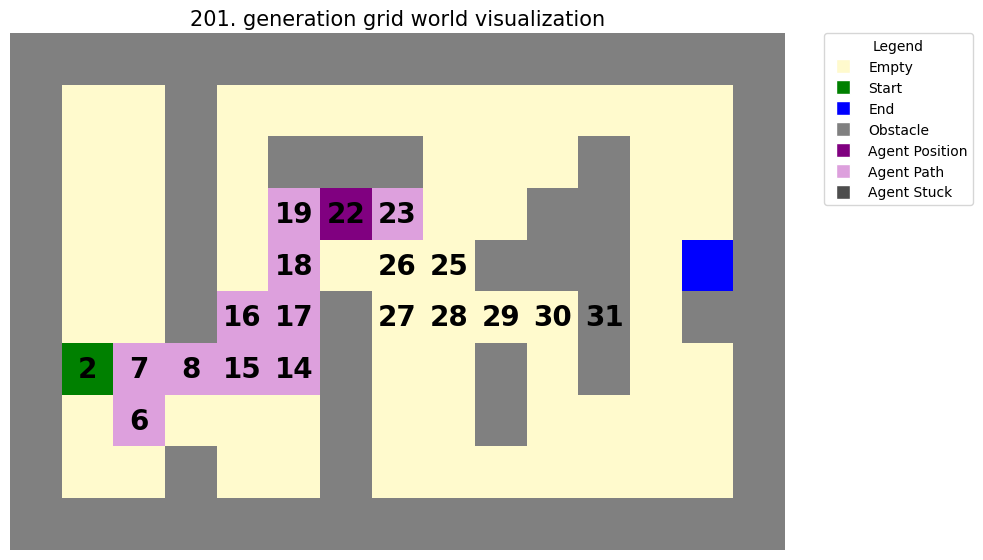 201. generation grid world visualization
Legend
Empty
Start
End
Obstacle
Agent Position
Agent Path
Agent Stuck
19 22 23
18 26 25
16 17 27 28 29 30 31
2 7 8 15 14
6